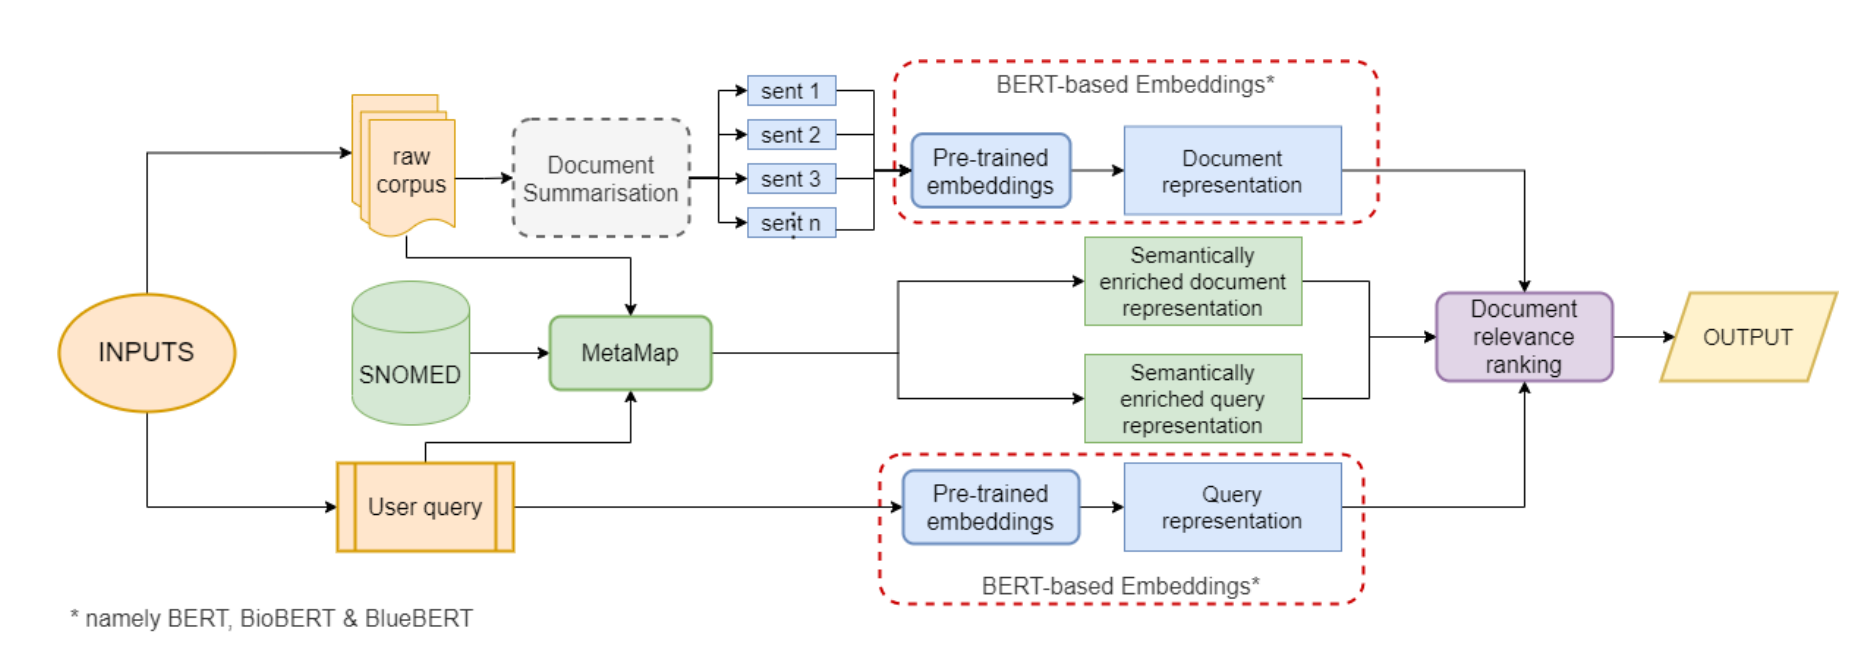 BERT-based Embeddings*
sent 1
sent 2
sent 3
sent n
raw
corpus
Document
Summarisation
Pre-trained
embeddings
Document
representation
Semantically
enriched document
representation
INPUTS
SNOMED
MetaMap
Document
relevance
ranking
OUTPUT
Semantically
enriched query
representation
User query
Pre-trained
embeddings
Query
representation
BERT-based Embeddings*
* namely BERT, BioBERT & BlueBERT